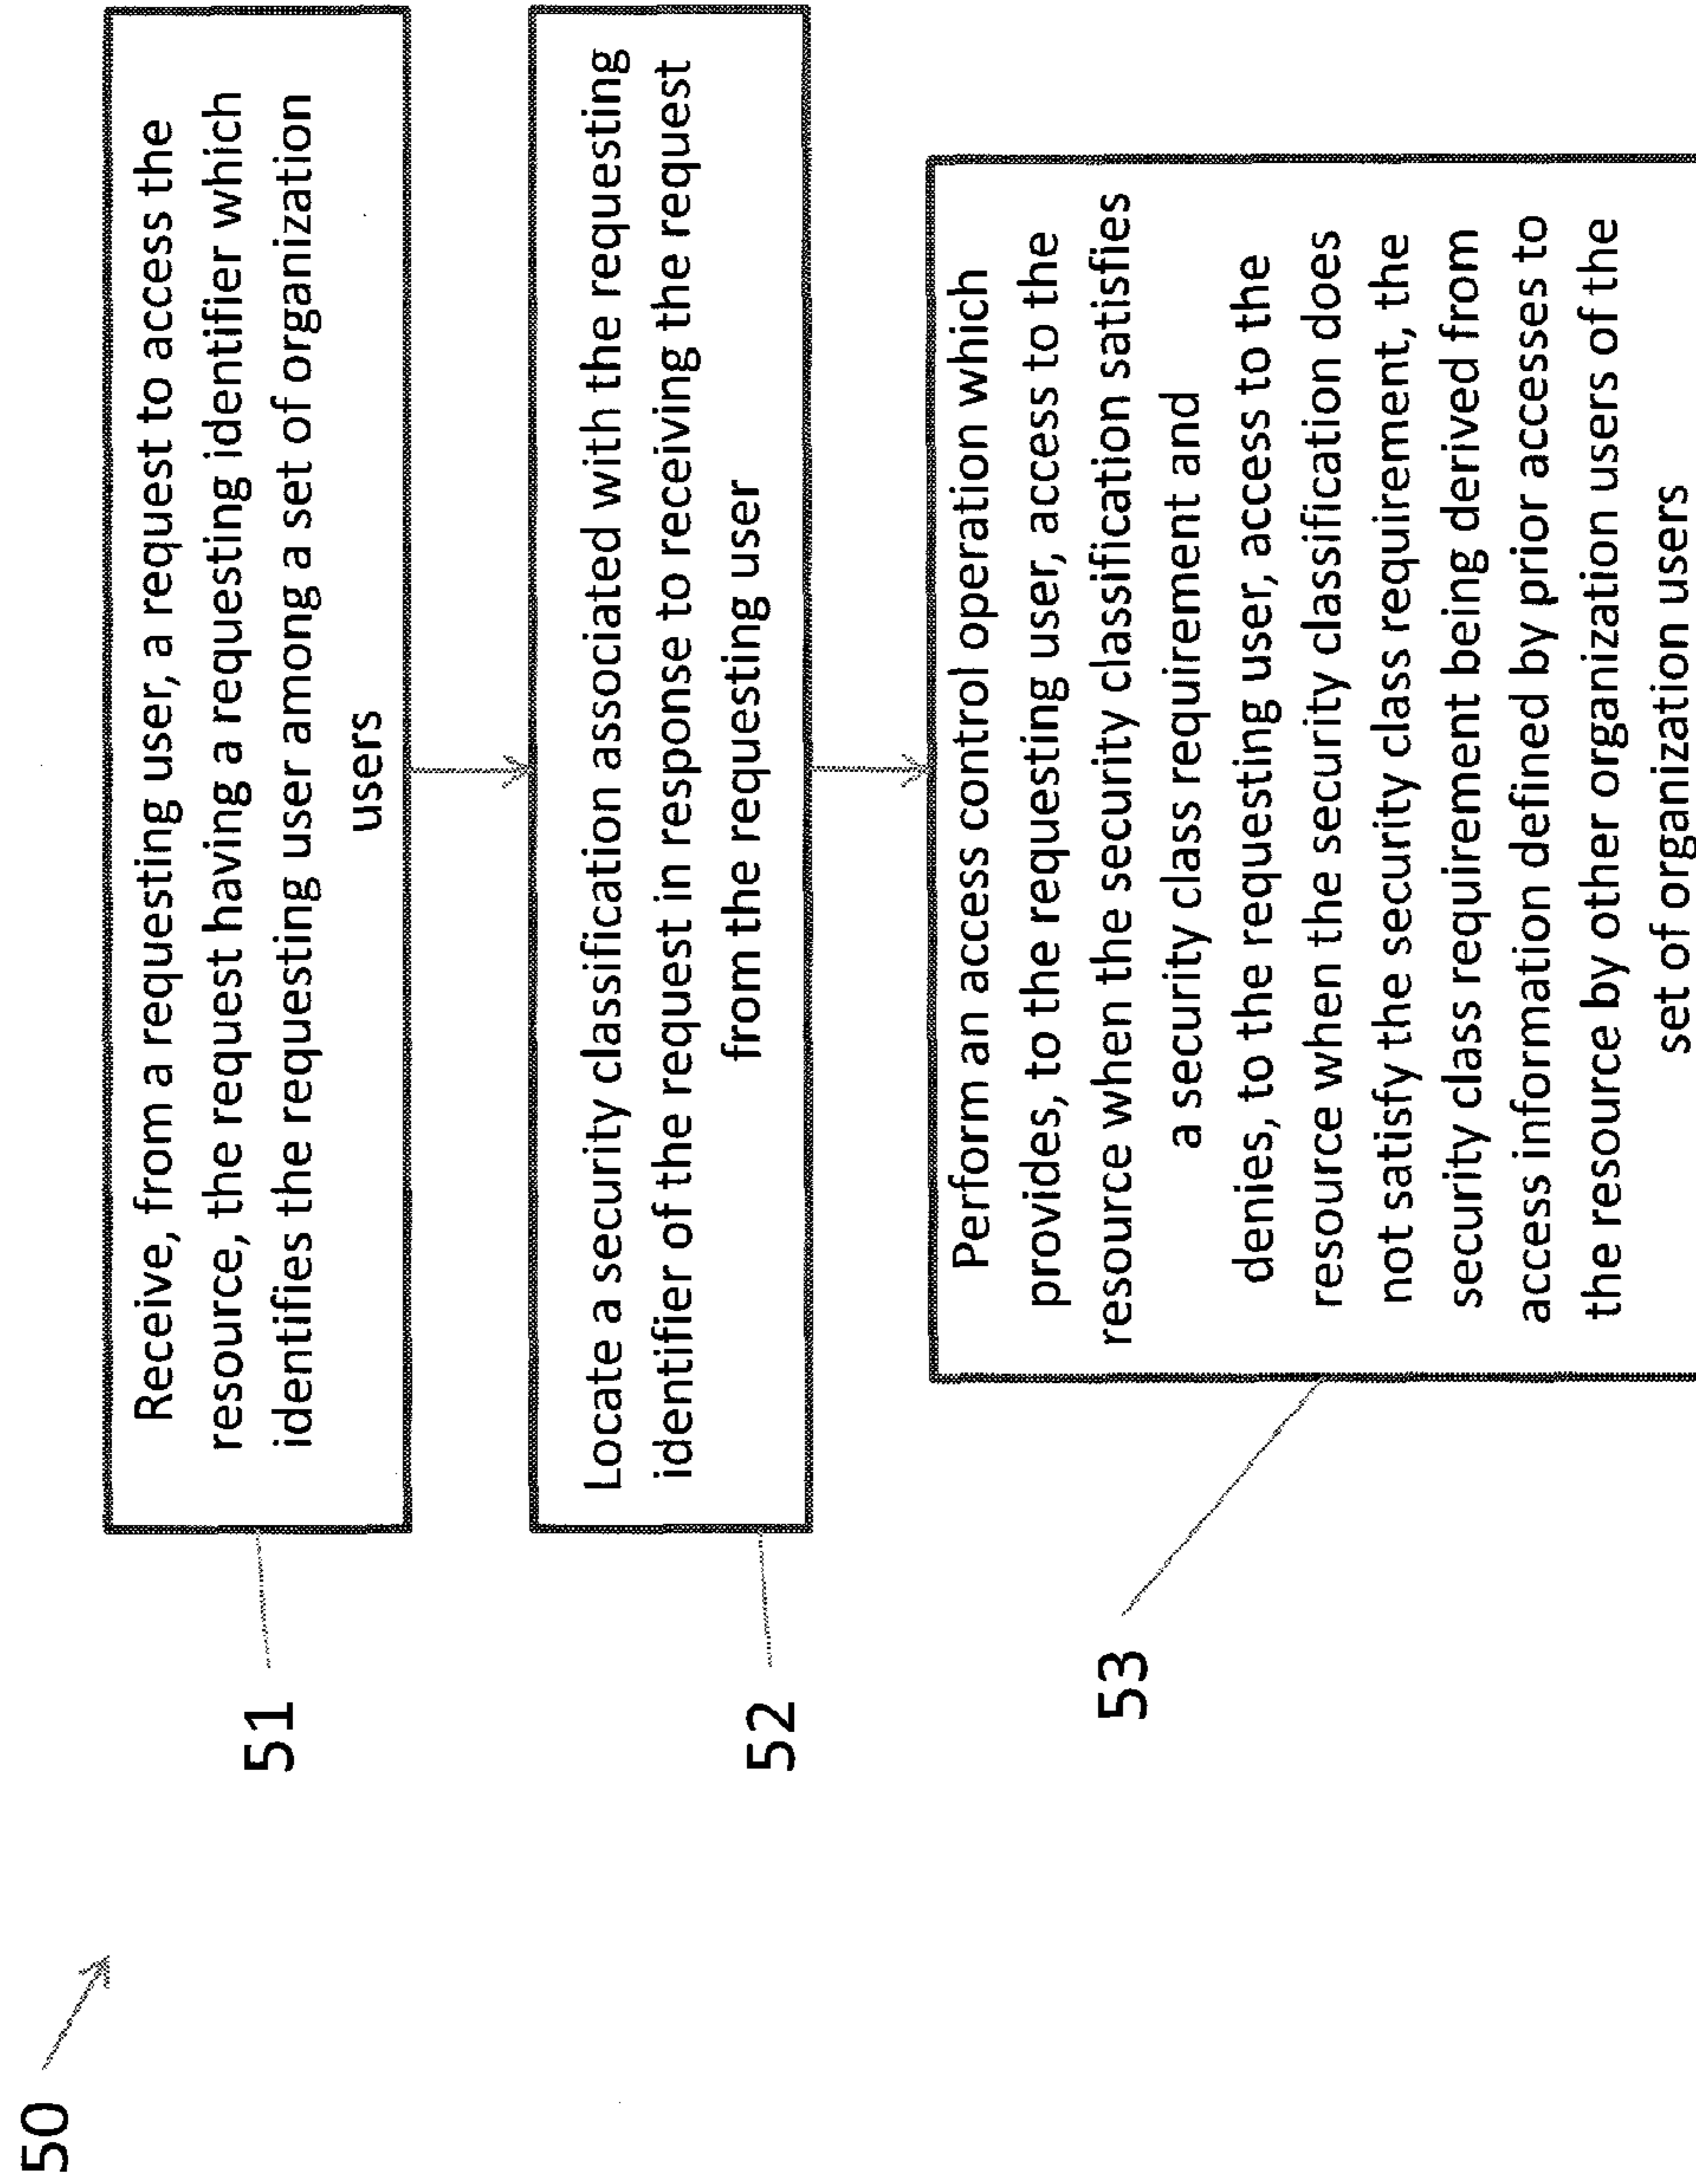 50
51
Receive, from a requesting user, a request to access the
resource, the request having a requesting identifier which
identifies the requesting user among a set of organization
users
52
Locate a security classification associated with the requesting
identifier of the request in response to receiving the request
from the requesting user
53
Perform an access control operation which
provides, to the requesting user, access to the
resource when the security classification satisfies
a security class requirement and
denies, to the requesting user, access to the
resource when the security classification does
not satisfy the security class requirement, the
security class requirement being derived from
access information defined by prior accesses to
the resource by other organization users of the
set of organization users